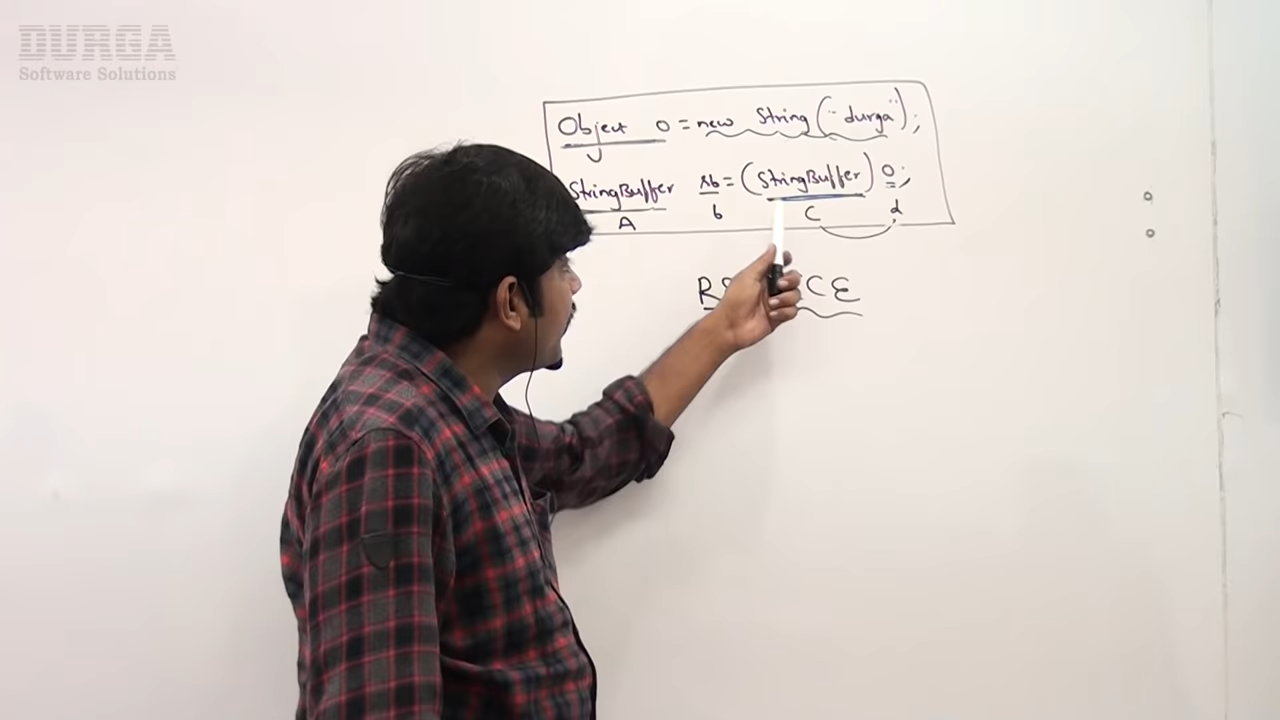 DURGA
Software Solutions
Object o = new String("durga");
StringBuffer sb = (StringBuffer) o;
A b C d
CE